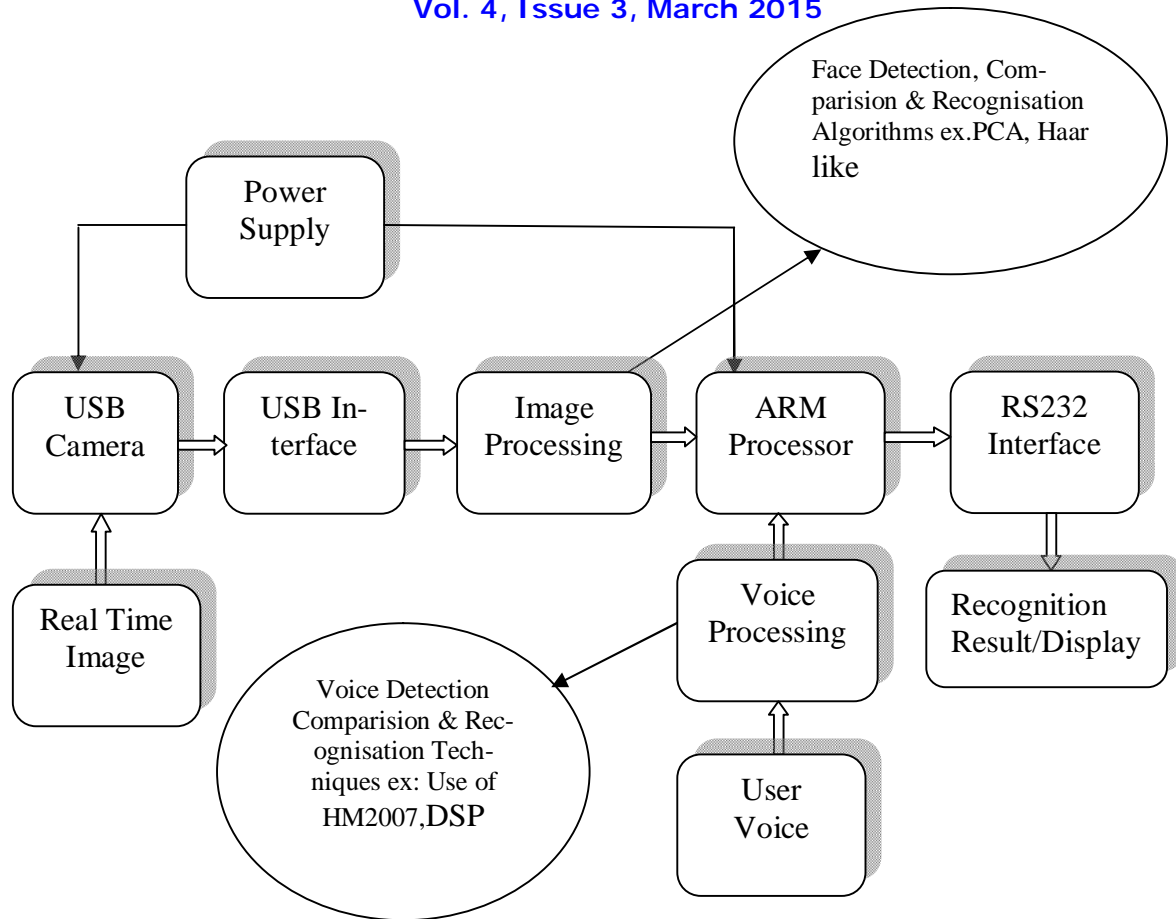 Vol. 4, Issue 3, March 2015
Face Detection, Com-
parision & Recognisation
Algorithms ex.PCA, Haar
like
Power
Supply
USB
Camera
USB In-
terface
Image
Processing
ARM
Processor
RS232
Interface
Real Time
Image
Voice Detection
Comparision & Rec-
ognisation Tech-
niques ex: Use of
HM2007,DSP
Voice
Processing
Recognition
Result/Display
User
Voice